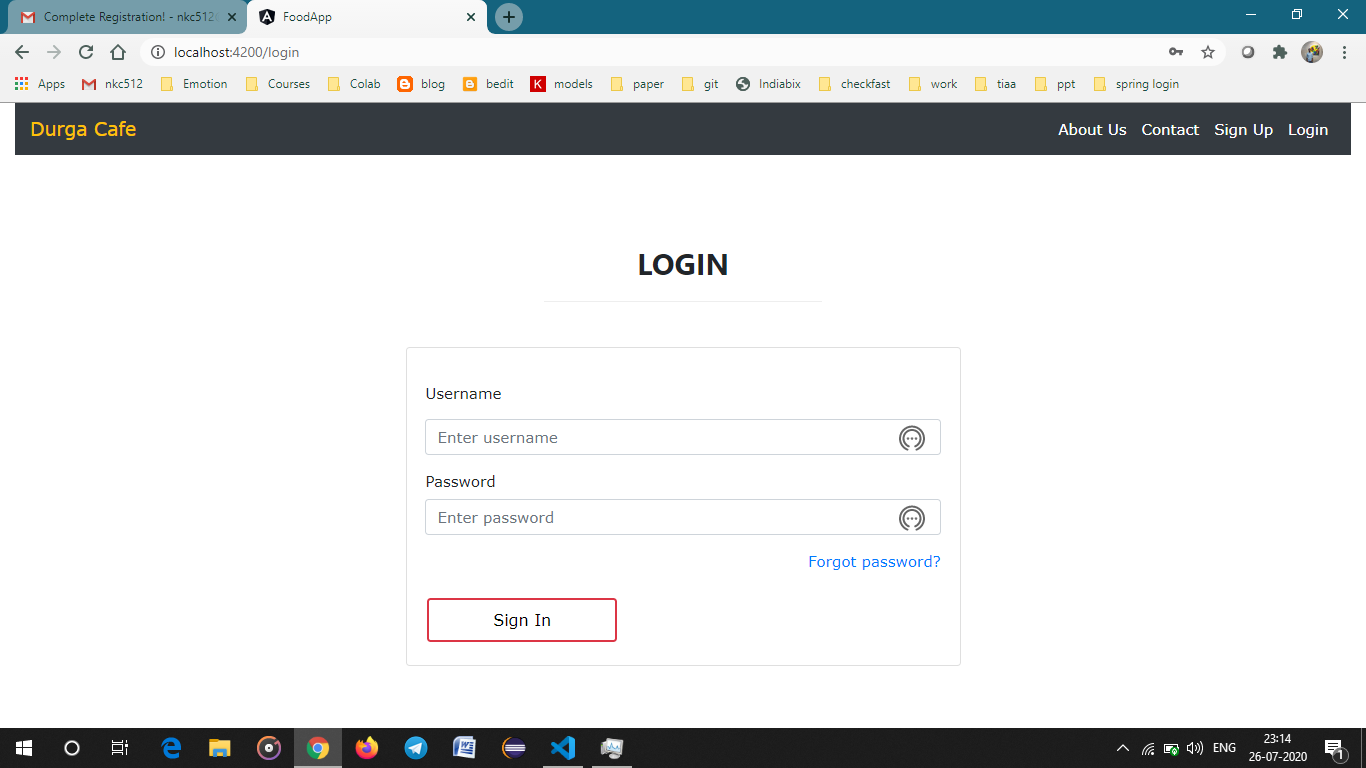 Complete Registration! - nkc512
FoodApp
localhost:4200/login
Apps nkc512 Emotion Courses Colab blog bedit K models paper git Indiabix checkfast work tiaa ppt spring login
Durga Cafe About Us Contact Sign Up Login
LOGIN
Username
Enter username
Password
Enter password
Forgot password?
Sign In
ENG
23:14
26-07-2020
1